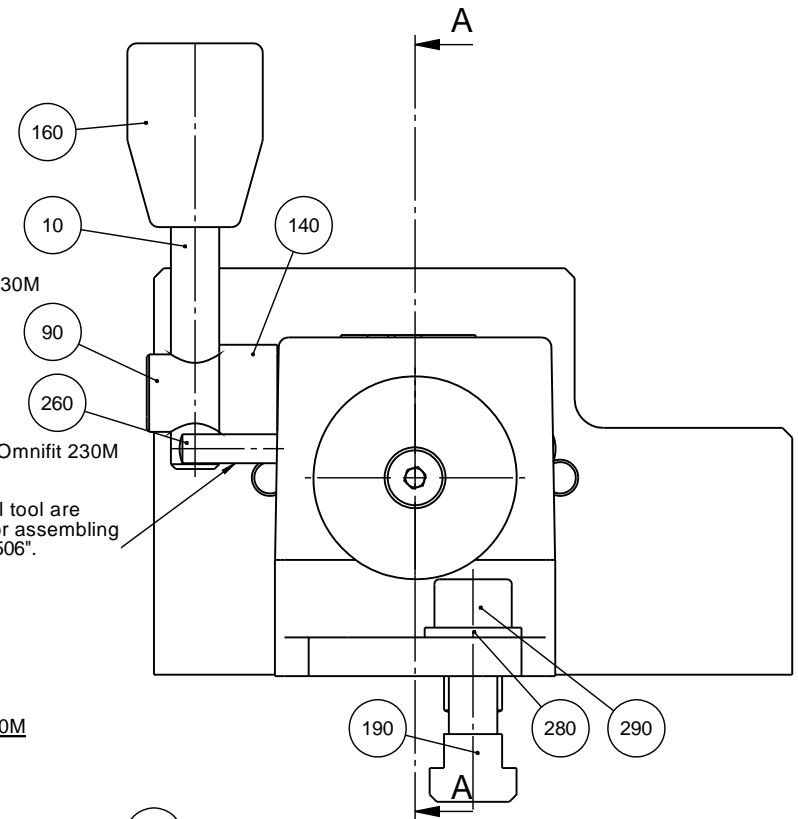 A
160
10
140
30M
90
260
Omnifit 230M
l tool are
or assembling
506".
0M
190
280
290
A